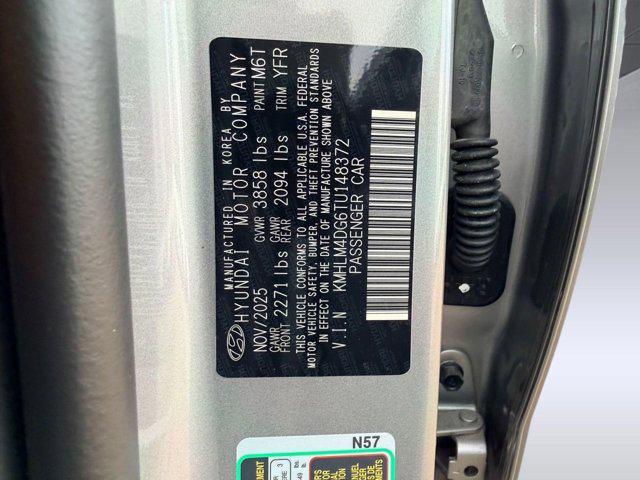 MANUFACTURED IN KOREA BY
HYUNDAI MOTOR COMPANY
NOV/2025 GVWR 3858 lbs PAINT M6T
GAWR FRONT 2271 lbs GAWR REAR 2094 lbs TRIM YFR
THIS VEHICLE CONFORMS TO ALL APPLICABLE U.S.A. FEDERAL
MOTOR VEHICLE SAFETY, BUMPER, AND THEFT PREVENTION STANDARDS
IN EFFECT ON THE DATE OF MANUFACTURE SHOWN ABOVE
V.I.N KMHLM4DG6TU148372
PASSENGER CAR
N57